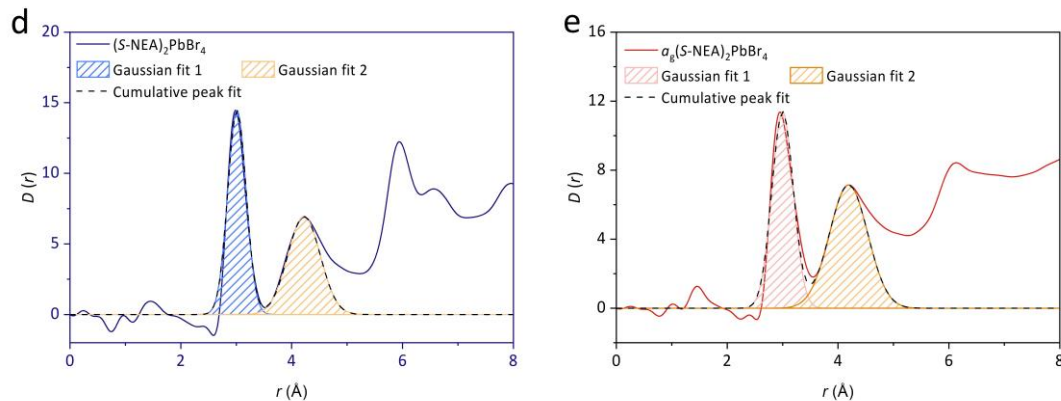 d
20
15
10
5
0
D (r)
(S-NEA)₂PbBr₄
Gaussian fit 1
Gaussian fit 2
Cumulative peak fit
0 2 4 6 8
r (Å)
e
16
12
8
4
0
D (r)
a_g(S-NEA)₂PbBr₄
Gaussian fit 1
Gaussian fit 2
Cumulative peak fit
0 2 4 6 8
r (Å)